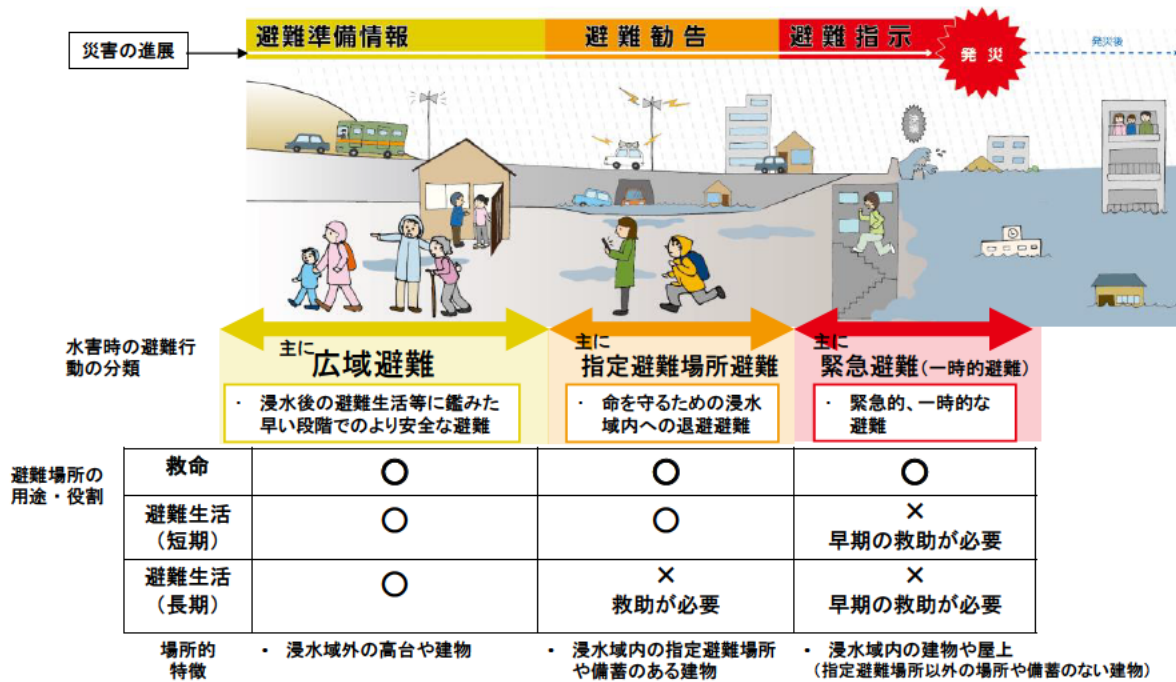 避難準備情報
避難勧告
避難指示
災害の進展
発災
発災後
水害時の避難行
動の分類
主に
広域避難
・ 浸水後の避難生活等に鑑みた
早い段階でのより安全な避難
主に
指定避難場所避難
・ 命を守るための浸水
域内への退避避難
主に
緊急避難(一時的避難)
・ 緊急的、一時的な
避難
避難場所の
用途・役割
救命
○
○
○
避難生活
(短期)
○
○
×
早期の救助が必要
避難生活
(長期)
○
×
救助が必要
×
早期の救助が必要
場所的
特徴
・ 浸水域外の高台や建物
・ 浸水域内の指定避難場所
や備蓄のある建物
・ 浸水域内の建物や屋上
(指定避難場所以外の場所や備蓄のない建物)